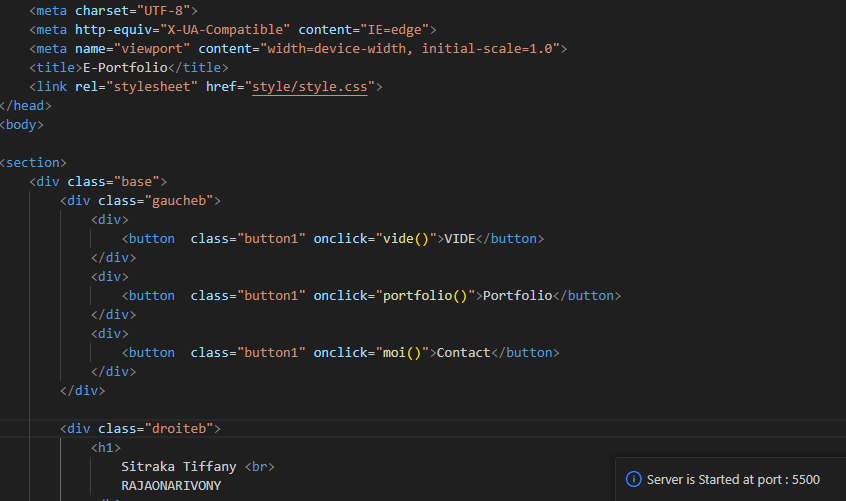 <meta charset="UTF-8">
<meta http-equiv="X-UA-Compatible" content="IE=edge">
<meta name="viewport" content="width=device-width, initial-scale=1.0">
<title>E-Portfolio</title>
<link rel="stylesheet" href="style/style.css">
</head>
<body>
<section>
<div class="base">
<div class="gaucheb">
<div>
<button  class="button1" onclick="vide()">VIDE</button>
</div>
<div>
<button  class="button1" onclick="portfolio()">Portfolio</button>
</div>
<div>
<button  class="button1" onclick="moi()">Contact</button>
</div>
</div>
<div class="droiteb">
<h1>
Sitraka Tiffany <br>
RAJAONARIVONY
Server is Started at port : 5500